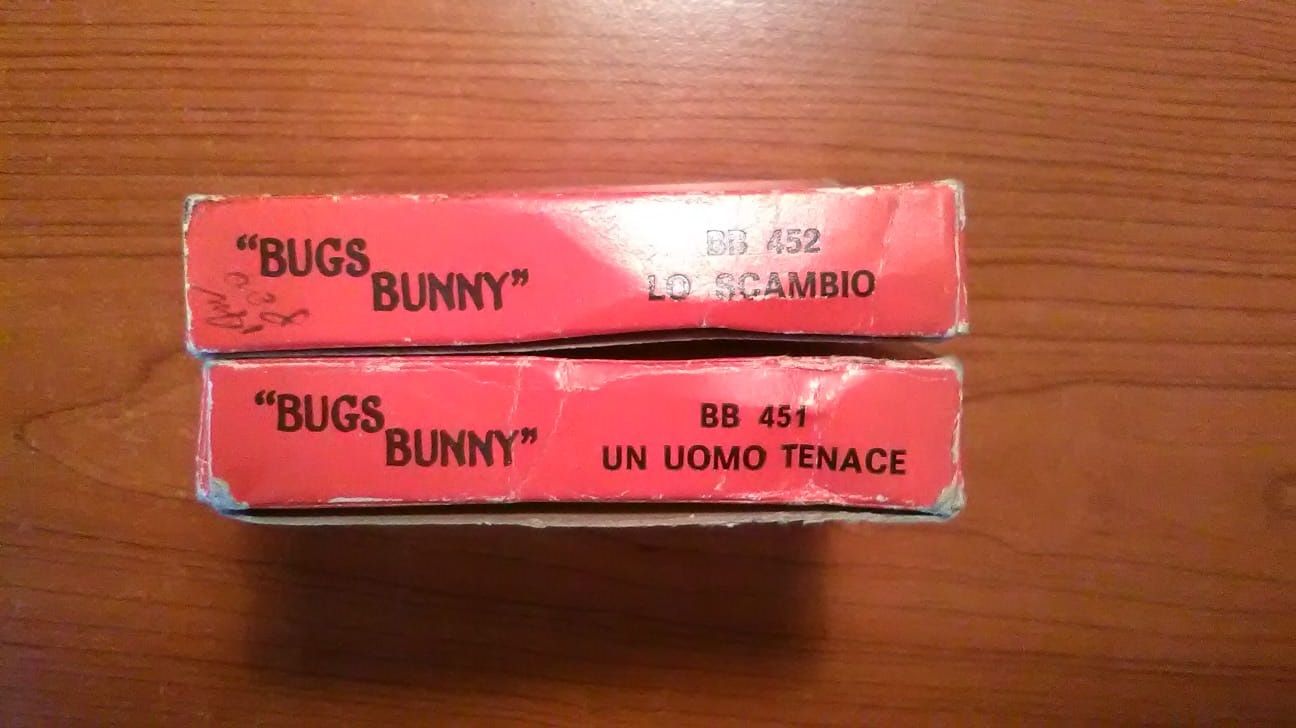 "BUGS
BUNNY"
BB 452
LO SCAMBIO
"BUGS
BUNNY"
BB 451
UN UOMO TENACE